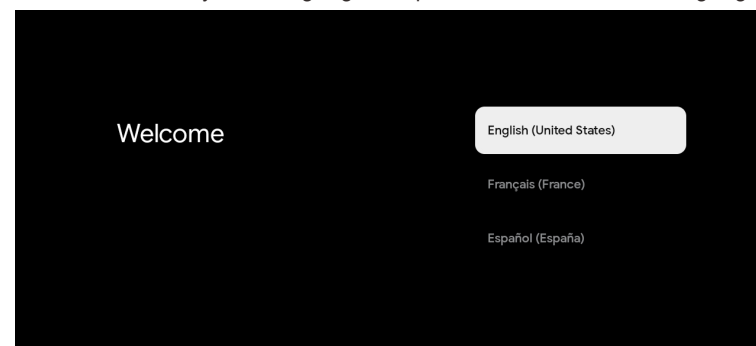 Welcome
English (United States)
Français (France)
Español (España)